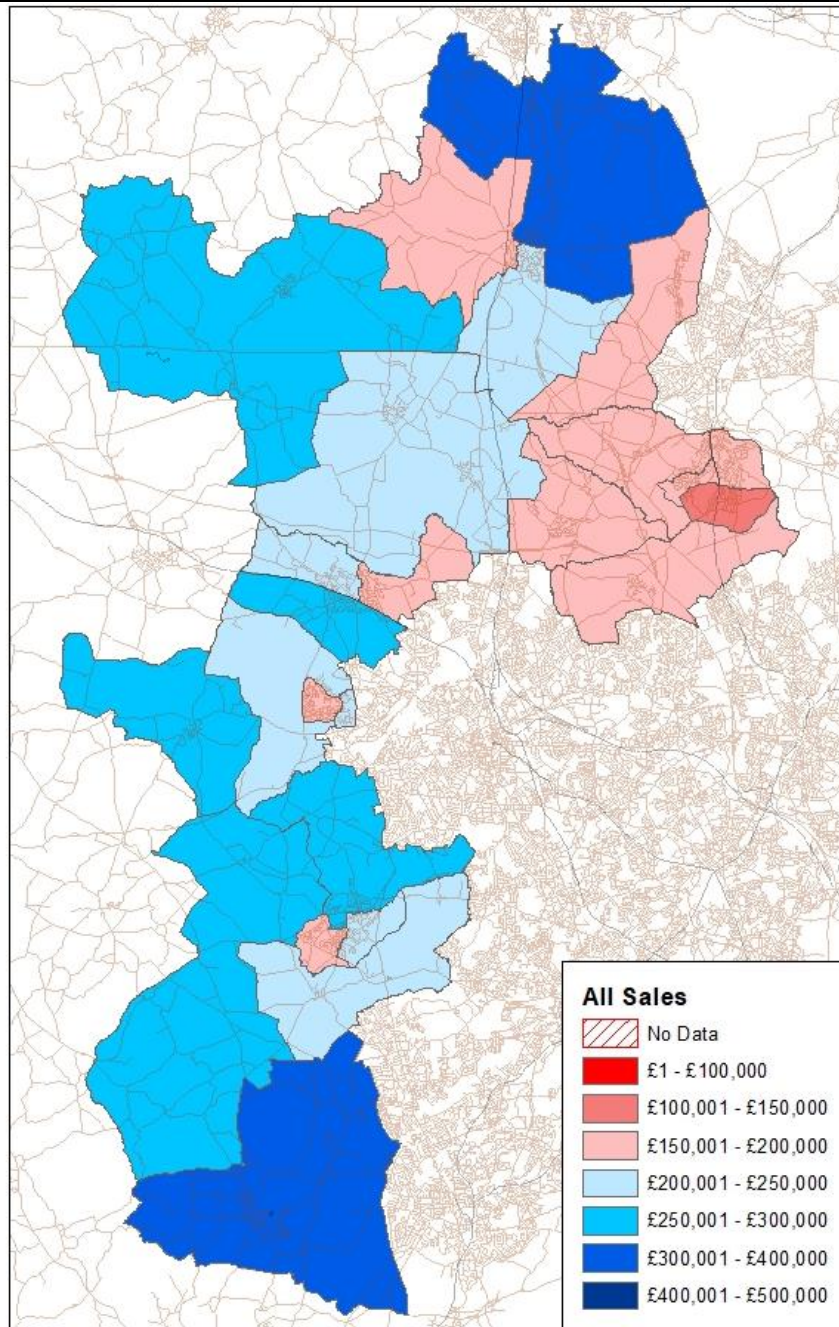 All Sales
No Data
£1 - £100,000
£100,001 - £150,000
£150,001 - £200,000
£200,001 - £250,000
£250,001 - £300,000
£300,001 - £400,000
£400,001 - £500,000